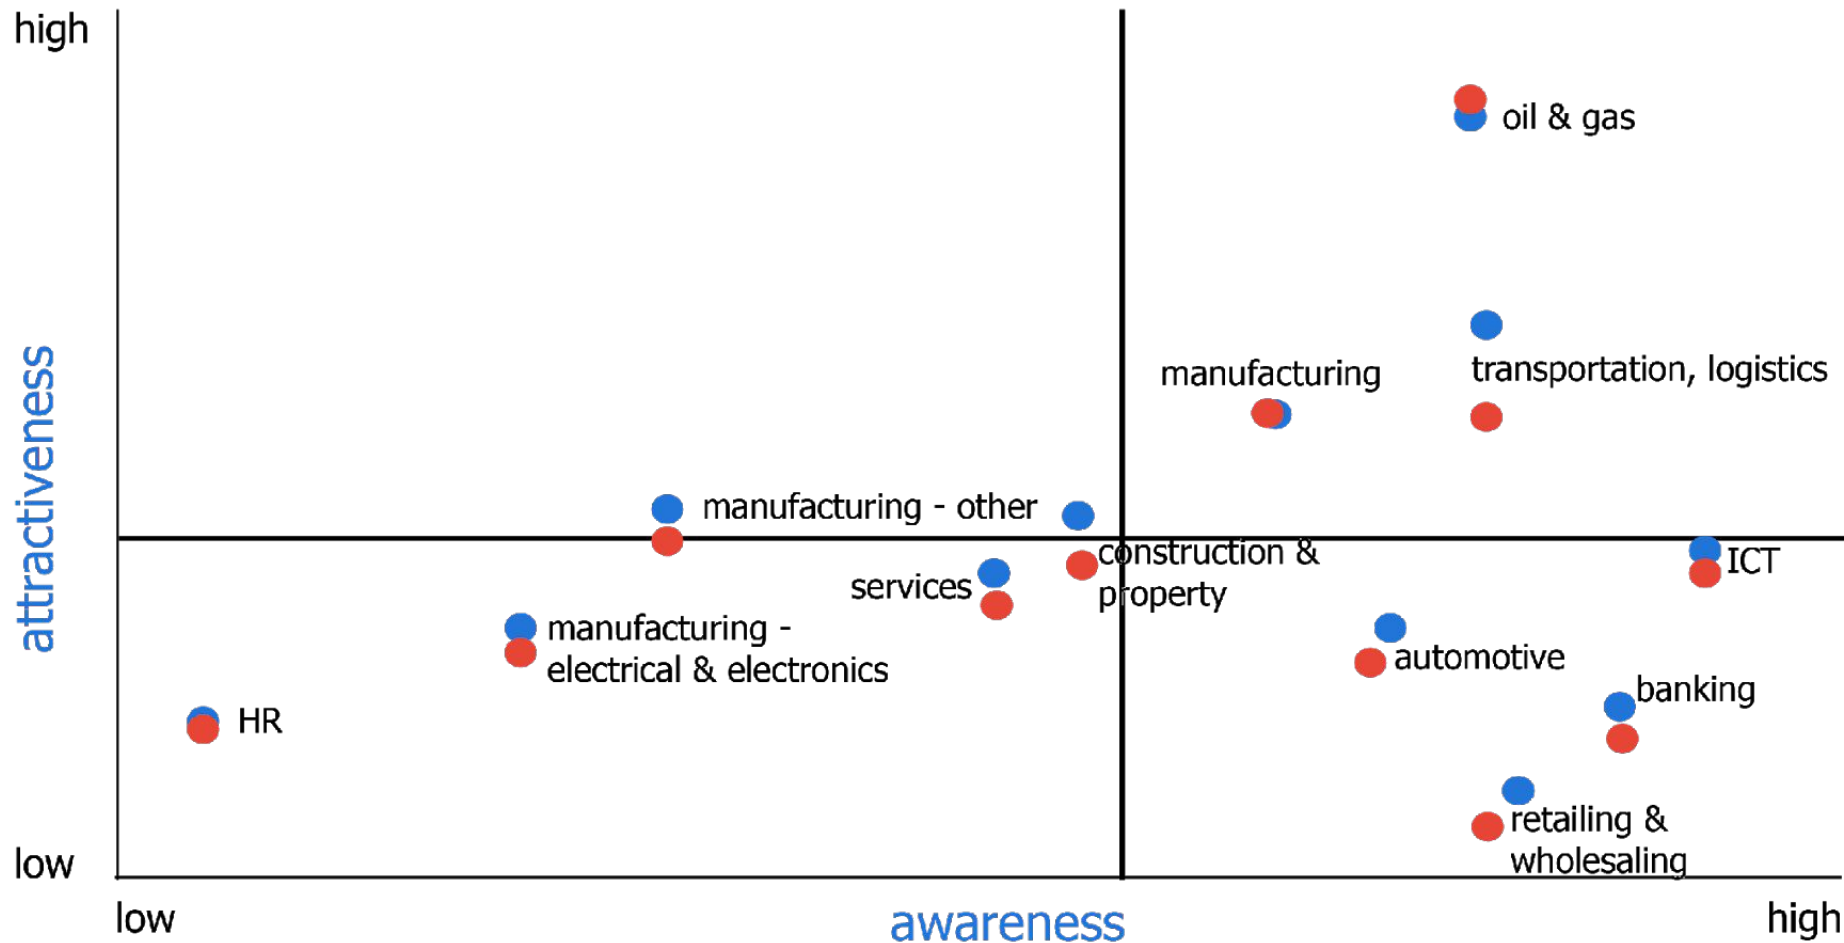 high
oil & gas
manufacturing
transportation, logistics
attractiveness
manufacturing - other
construction &
property
ICT
services
manufacturing -
electrical & electronics
automotive
banking
HR
retailing &
wholesaling
low
low
awareness
high